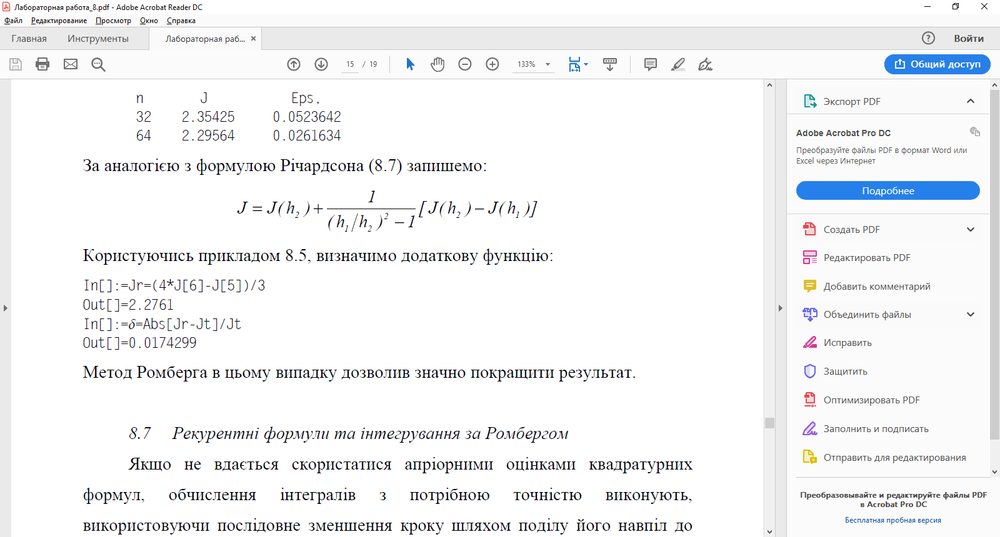 Лабораторная работа_8.pdf - Adobe Acrobat Reader DC
Файл Редактирование Просмотр Окно Справка
Главная Инструменты Лабораторная раб... × ? Войти
15 / 19 133% Общий доступ
n J Eps,
32 2.35425 0.0523642
64 2.29564 0.0261634
За аналогією з формулою Річардсона (8.7) запишемо:
J = J(h₂) + 1/((h₁/h₂)² − 1) [J(h₂) − J(h₁)]
Користуючись прикладом 8.5, визначимо додаткову функцію:
In[]:=Jr=(4*J[6]-J[5])/3
Out[]=2.2761
In[]:=δ=Abs[Jr-Jt]/Jt
Out[]=0.0174299
Метод Ромберга в цьому випадку дозволив значно покращити результат.
8.7 Рекурентні формули та інтегрування за Ромбергом
Якщо не вдається скористатися апріорними оцінками квадратурних
формул, обчислення інтегралів з потрібною точністю виконують,
використовуючи послідовне зменшення кроку шляхом поділу його навпіл до
Экспорт PDF
Adobe Acrobat Pro DC
Преобразуйте файлы PDF в формат Word или
Excel через Интернет
Подробнее
Создать PDF
Редактировать PDF
Добавить комментарий
Объединить файлы
Исправить
Защитить
Оптимизировать PDF
Заполнить и подписать
Отправить для редактирования
Преобразовывайте и редактируйте файлы PDF
в Acrobat Pro DC
Бесплатная пробная версия